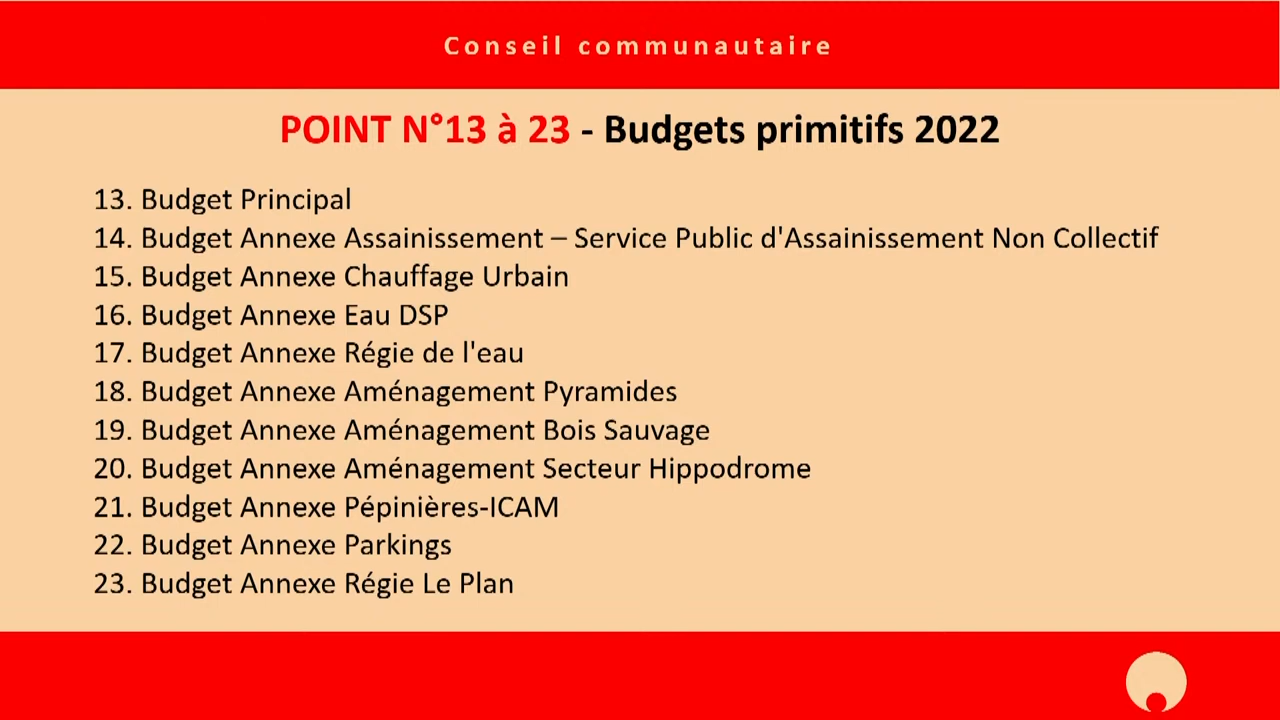 Conseil communautaire
POINT N°13 à 23 - Budgets primitifs 2022
13. Budget Principal
14. Budget Annexe Assainissement – Service Public d'Assainissement Non Collectif
15. Budget Annexe Chauffage Urbain
16. Budget Annexe Eau DSP
17. Budget Annexe Régie de l'eau
18. Budget Annexe Aménagement Pyramides
19. Budget Annexe Aménagement Bois Sauvage
20. Budget Annexe Aménagement Secteur Hippodrome
21. Budget Annexe Pépinières-ICAM
22. Budget Annexe Parkings
23. Budget Annexe Régie Le Plan